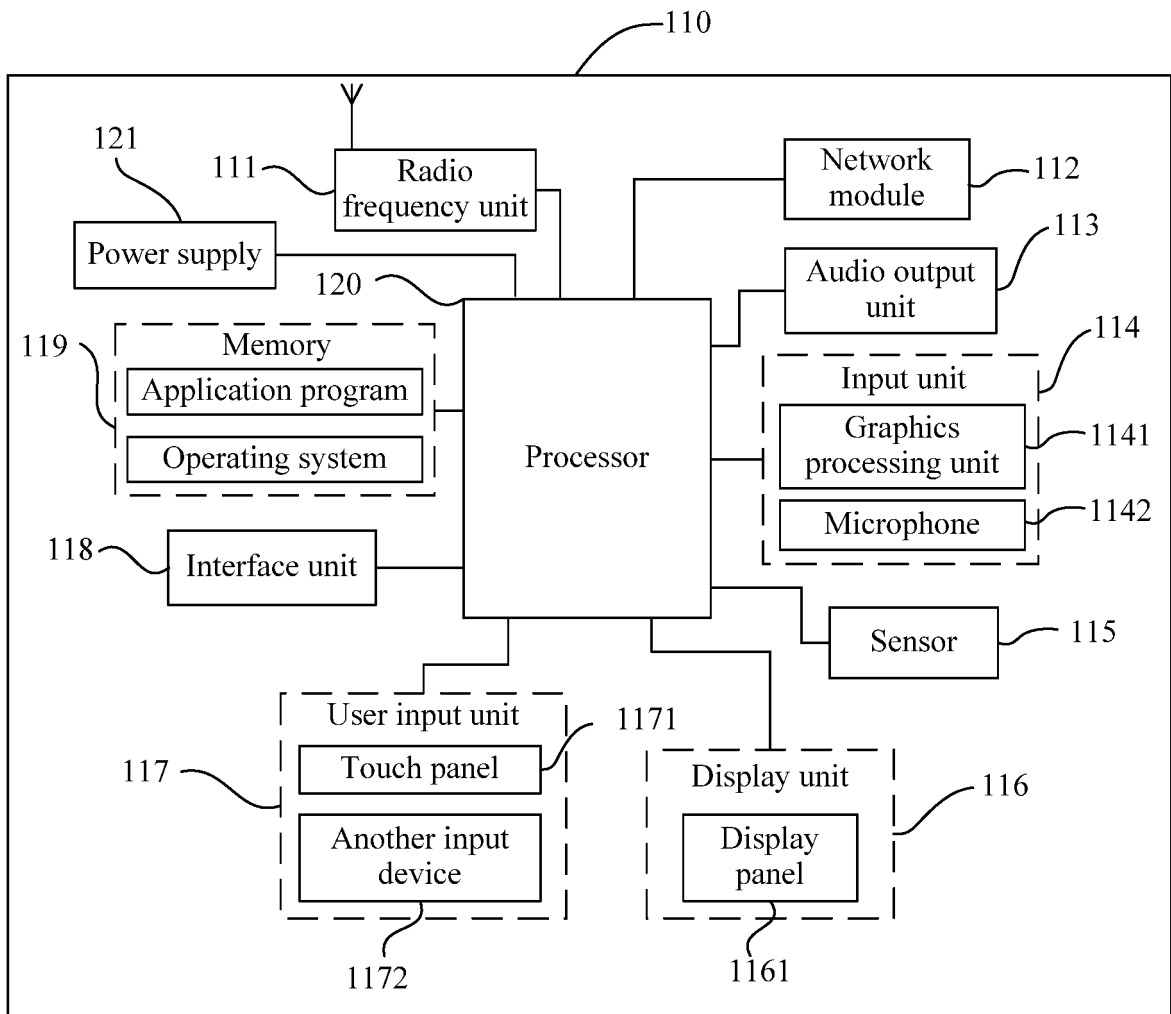 110
121
111
Radio
frequency unit
Network
module
112
Power supply
113
120
Audio output
unit
119
Memory
Application program
Operating system
Processor
114
Input unit
Graphics
processing unit
1141
Microphone
1142
118
Interface unit
Sensor
115
User input unit
1171
117
Touch panel
Another input
device
1172
Display unit
116
Display
panel
1161